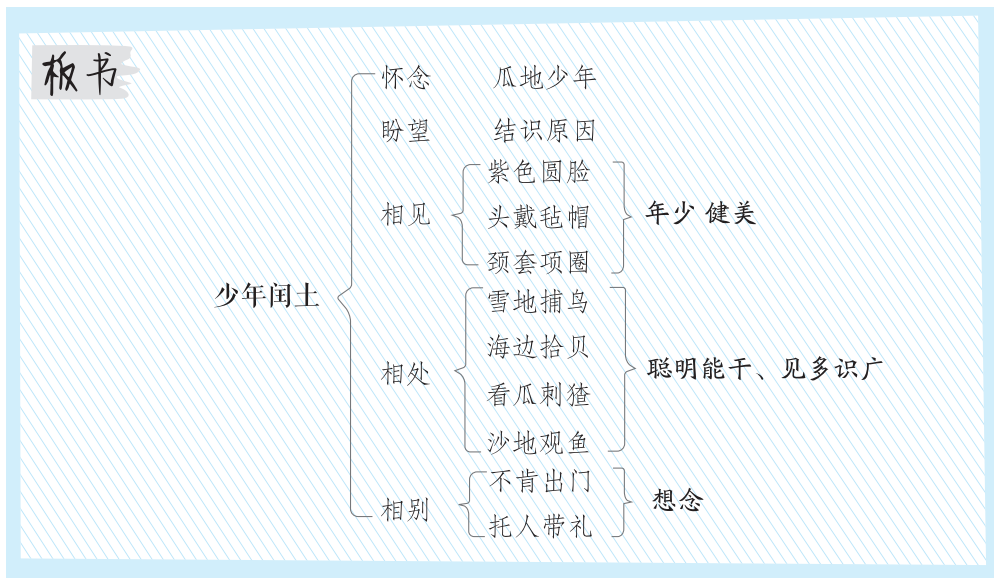 板书
怀念 瓜地少年
盼望 结识原因
紫色圆脸
相见 头戴毡帽 年少 健美
颈套项圈
少年闰土
雪地捕鸟
海边拾贝
相处 聪明能干、见多识广
看瓜刺猹
沙地观鱼
不肯出门
相别 想念
托人带礼